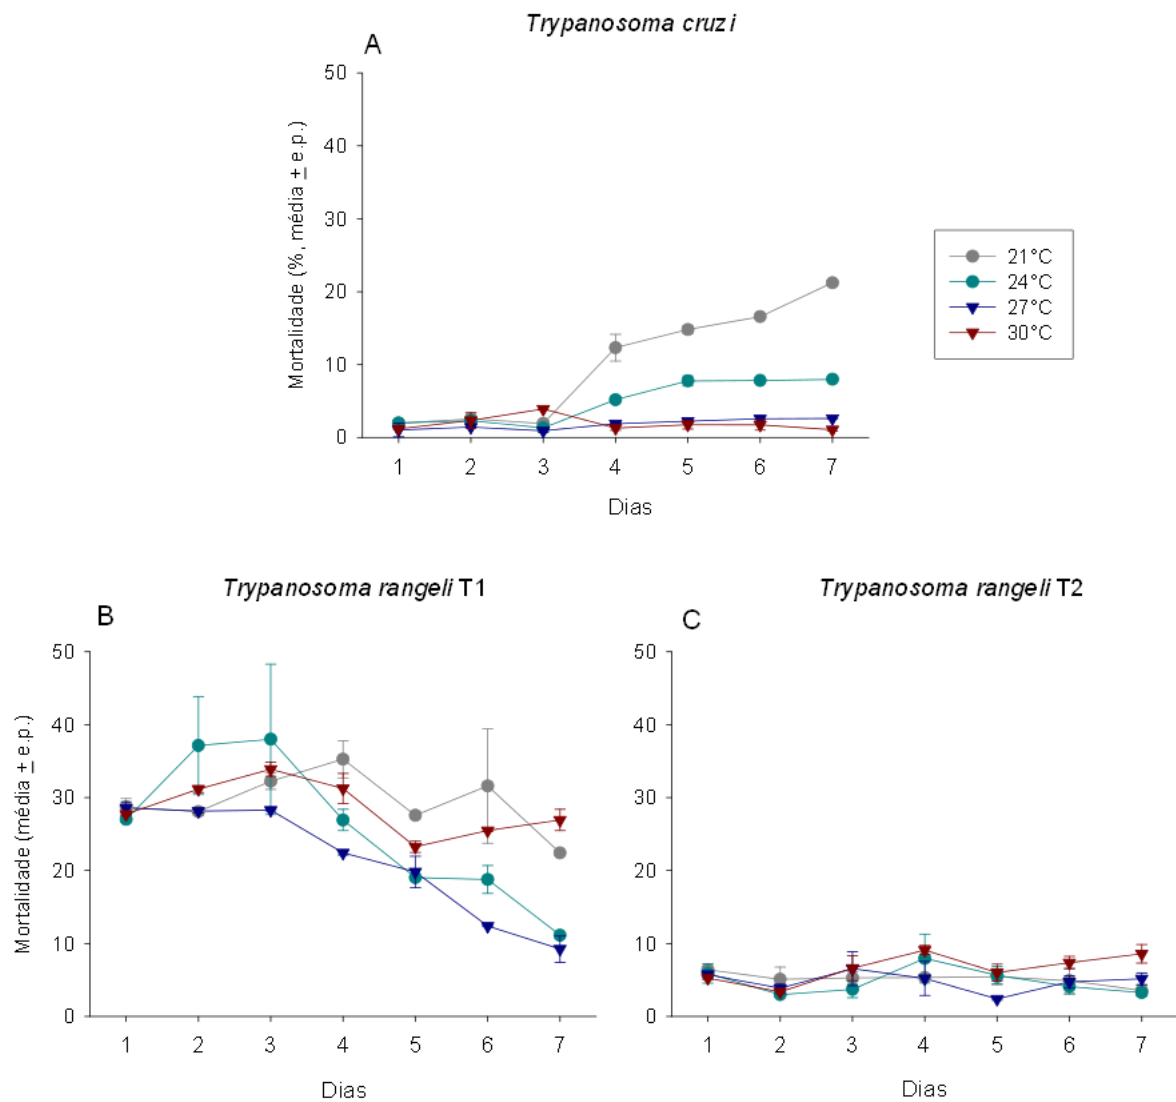 Trypanosoma cruzi
A
50
40
30
20
10
0
Mortalidade (%, média ± e.p.)
1 2 3 4 5 6 7
Dias
21°C
24°C
27°C
30°C
Trypanosoma rangeli T1
B
50
40
30
20
10
0
Mortalidade (média ± e.p.)
1 2 3 4 5 6 7
Dias
Trypanosoma rangeli T2
C
50
40
30
20
10
0
1 2 3 4 5 6 7
Dias